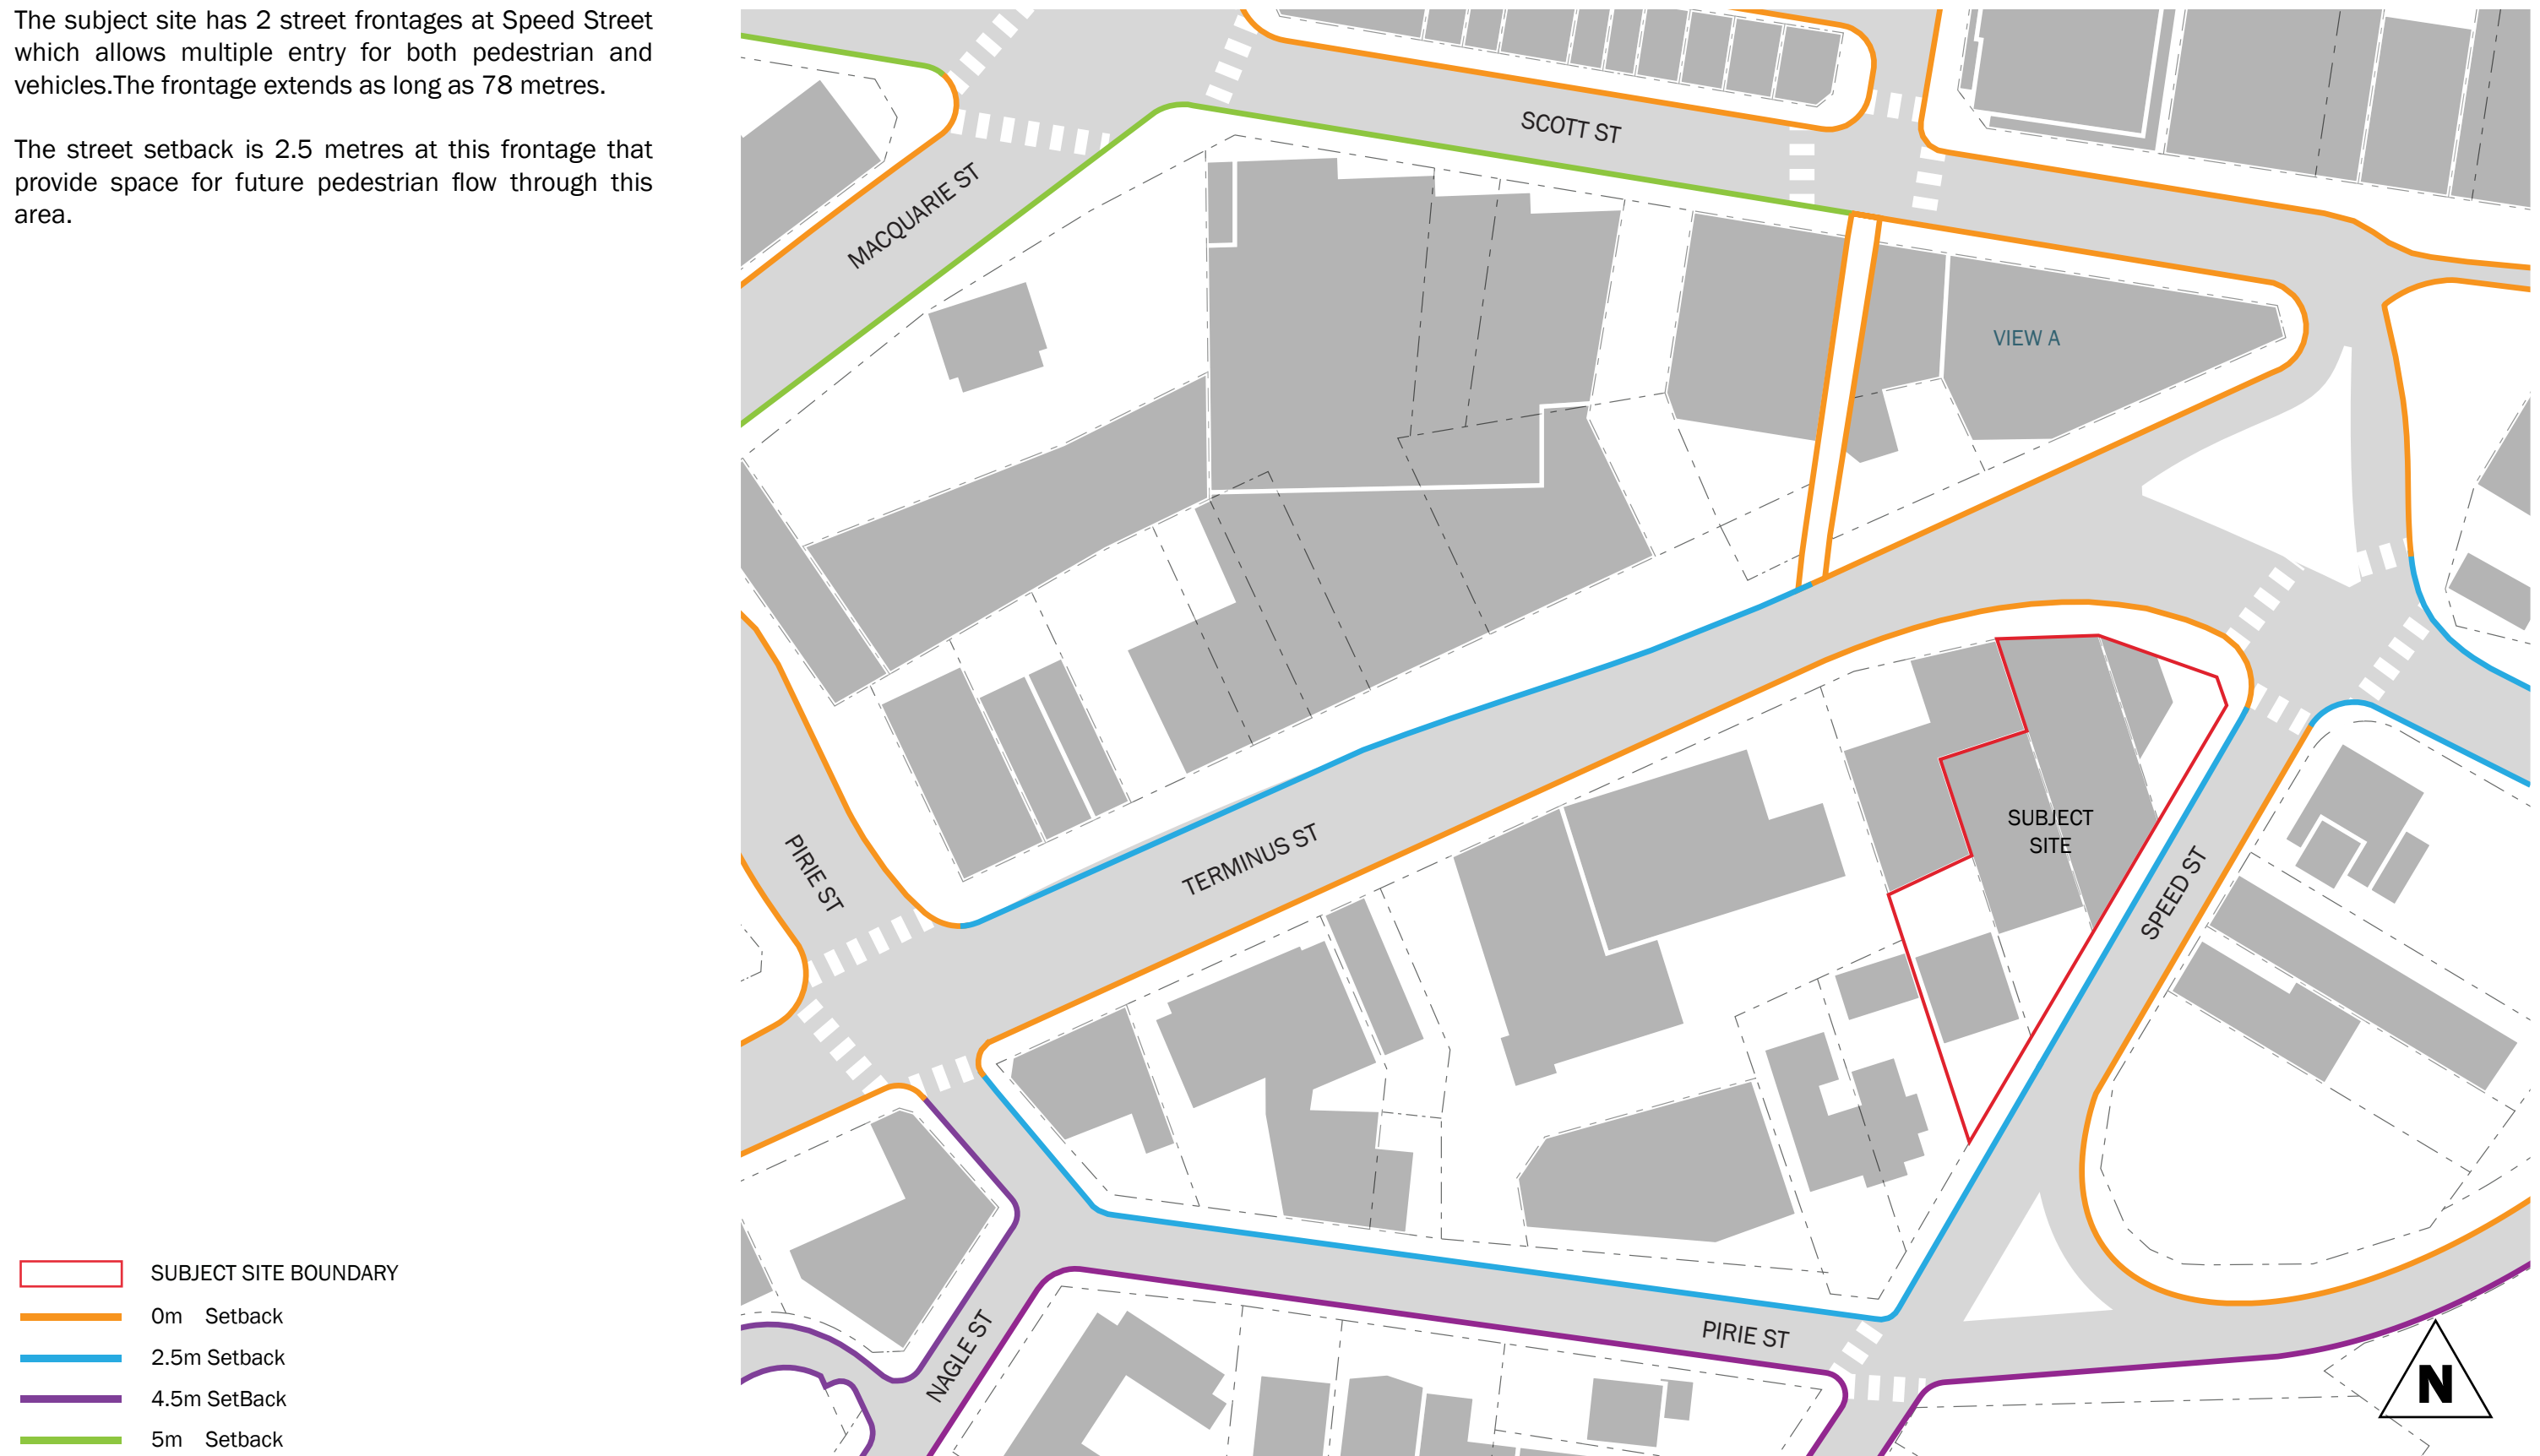 The subject site has 2 street frontages at Speed Street
which allows multiple entry for both pedestrian and
vehicles.The frontage extends as long as 78 metres.
The street setback is 2.5 metres at this frontage that
provide space for future pedestrian flow through this
area.
SCOTT ST
MACQUARIE ST
VIEW A
SUBJECT
SITE
TERMINUS ST
PIRIE ST
SPEED ST
PIRIE ST
NAGLE ST
N
SUBJECT SITE BOUNDARY
0m Setback
2.5m Setback
4.5m SetBack
5m Setback